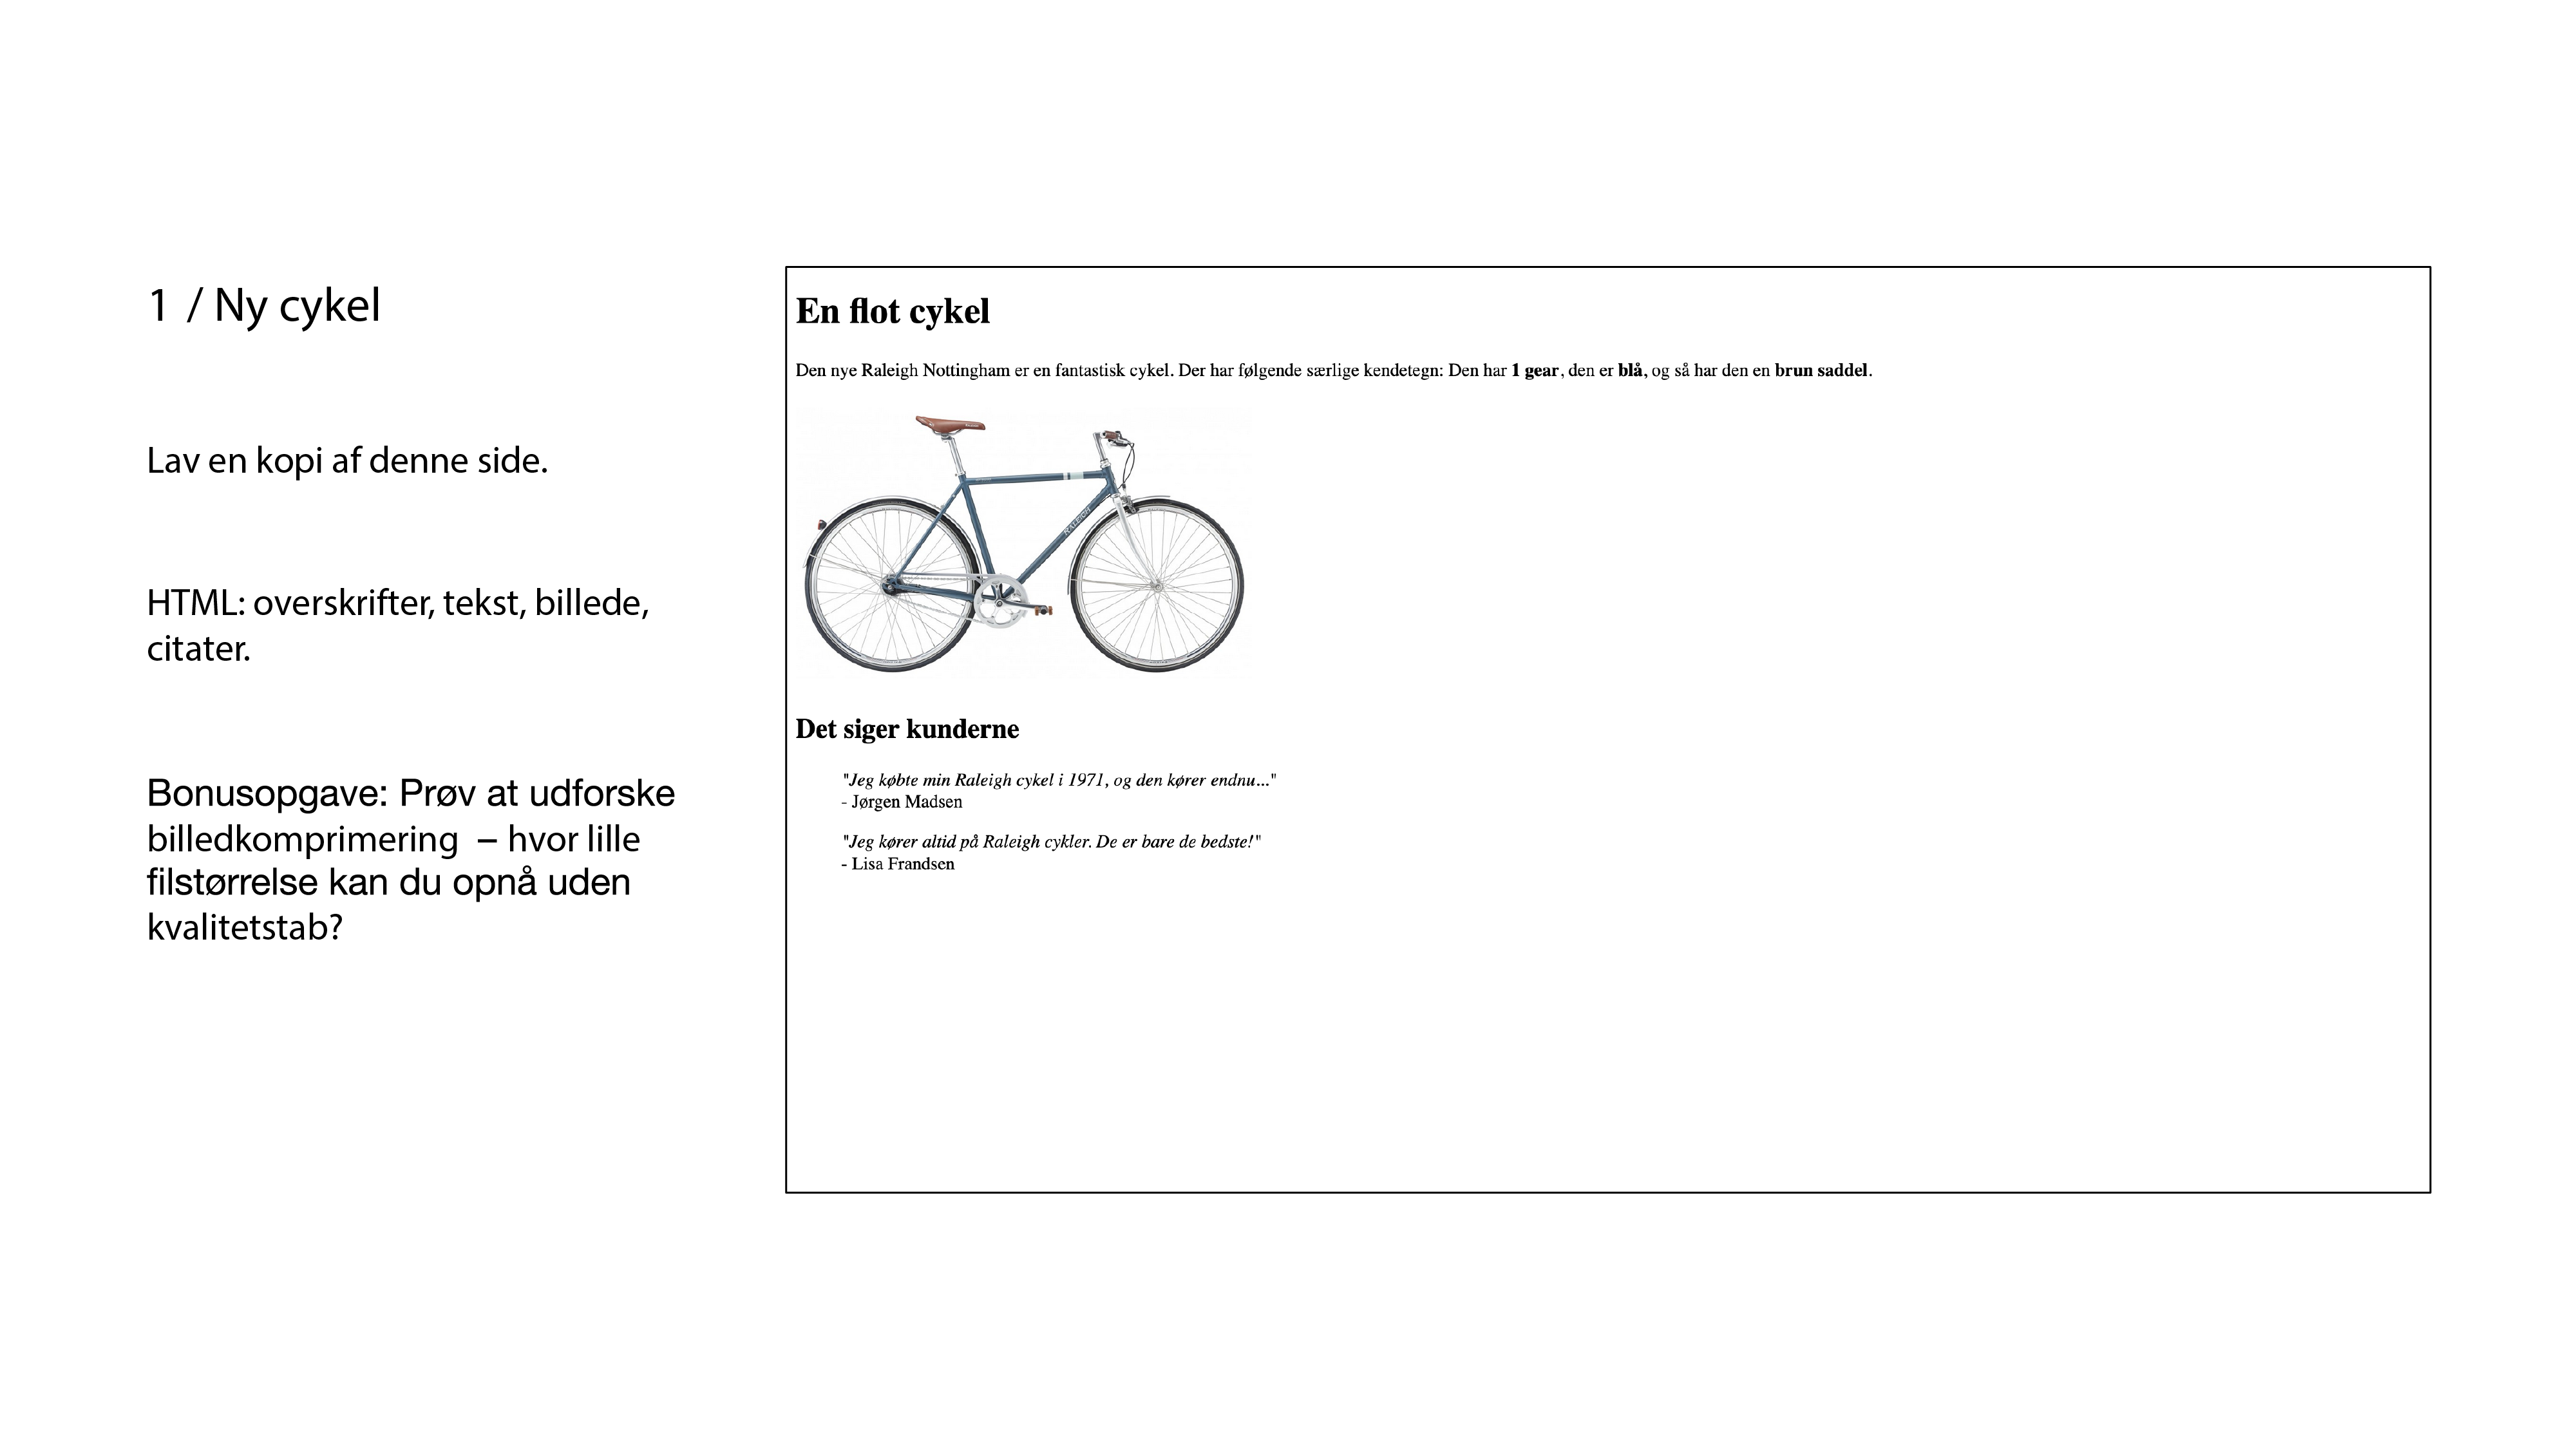 1 / Ny cykel
Lav en kopi af denne side.
HTML: overskrifter, tekst, billede,
citater.
Bonusopgave: Prøv at udforske
billedkomprimering – hvor lille
filstørrelse kan du opnå uden
kvalitetstab?
En flot cykel
Den nye Raleigh Nottingham er en fantastisk cykel. Der har følgende særlige kendetegn: Den har 1 gear, den er blå, og så har den en brun saddel.
RALEIGH
Det siger kunderne
"Jeg købte min Raleigh cykel i 1971, og den kører endnu..."
- Jørgen Madsen
"Jeg kører altid på Raleigh cykler. De er bare de bedste!"
- Lisa Frandsen